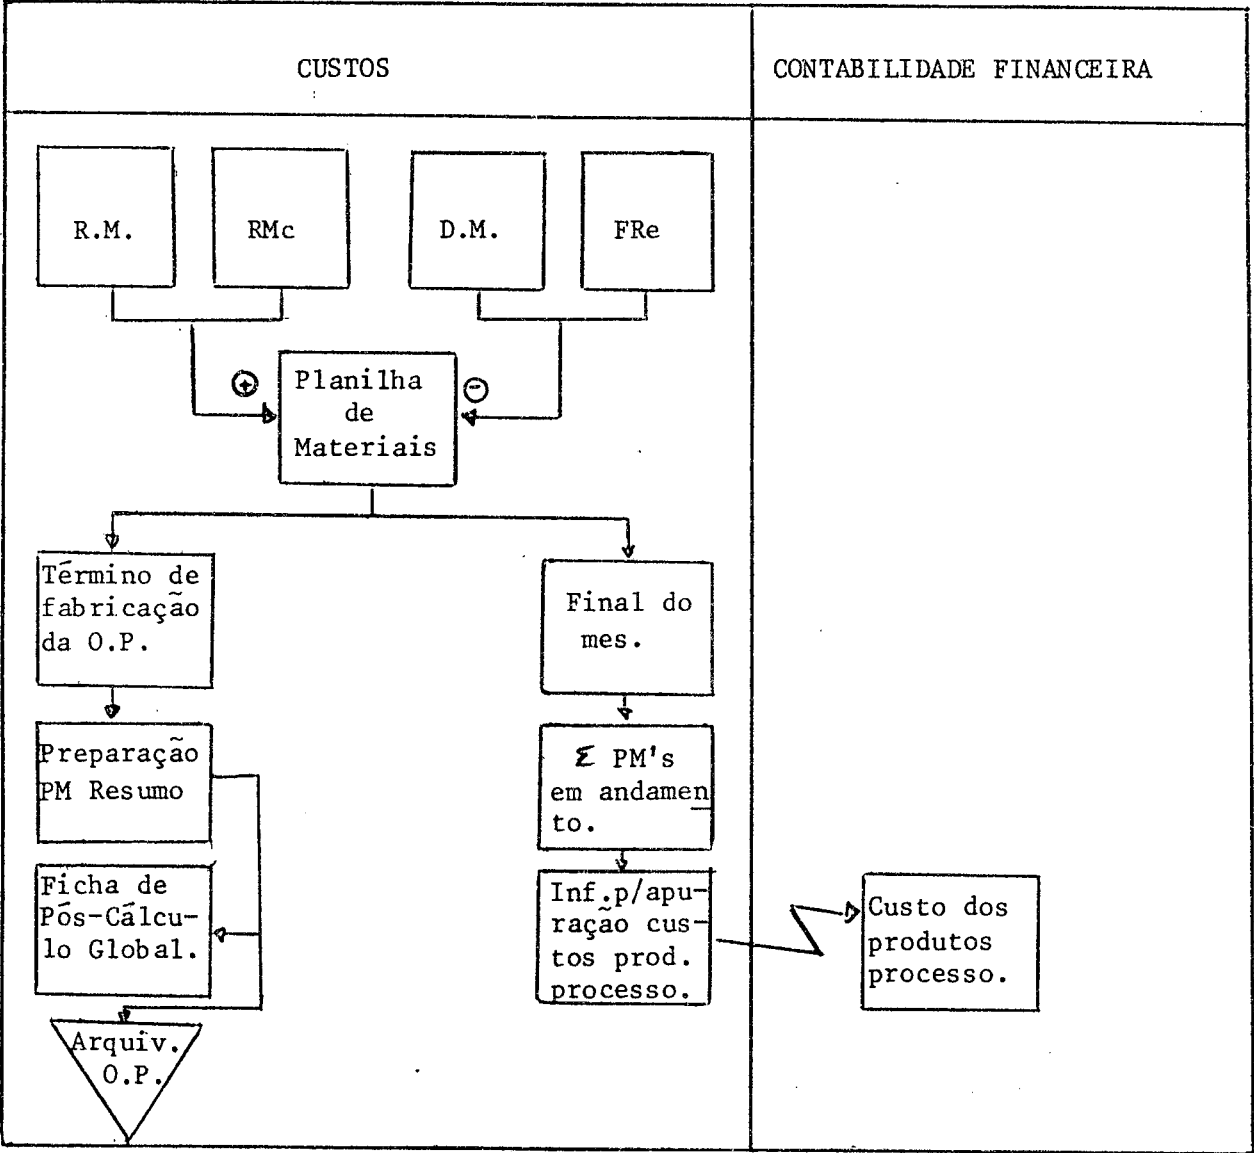 CUSTOS
CONTABILIDADE FINANCEIRA
R.M.
RMc
D.M.
FRe
⊕
Planilha
de
Materiais
⊖
Término de
fabricação
da O.P.
Final do
mes.
Preparação
PM Resumo
Σ PM's
em andamen
to.
Ficha de
Pós-Cálcu-
lo Global.
Inf.p/apu-
ração cus-
tos prod.
processo.
Custo dos
produtos
processo.
Arquiv.
O.P.